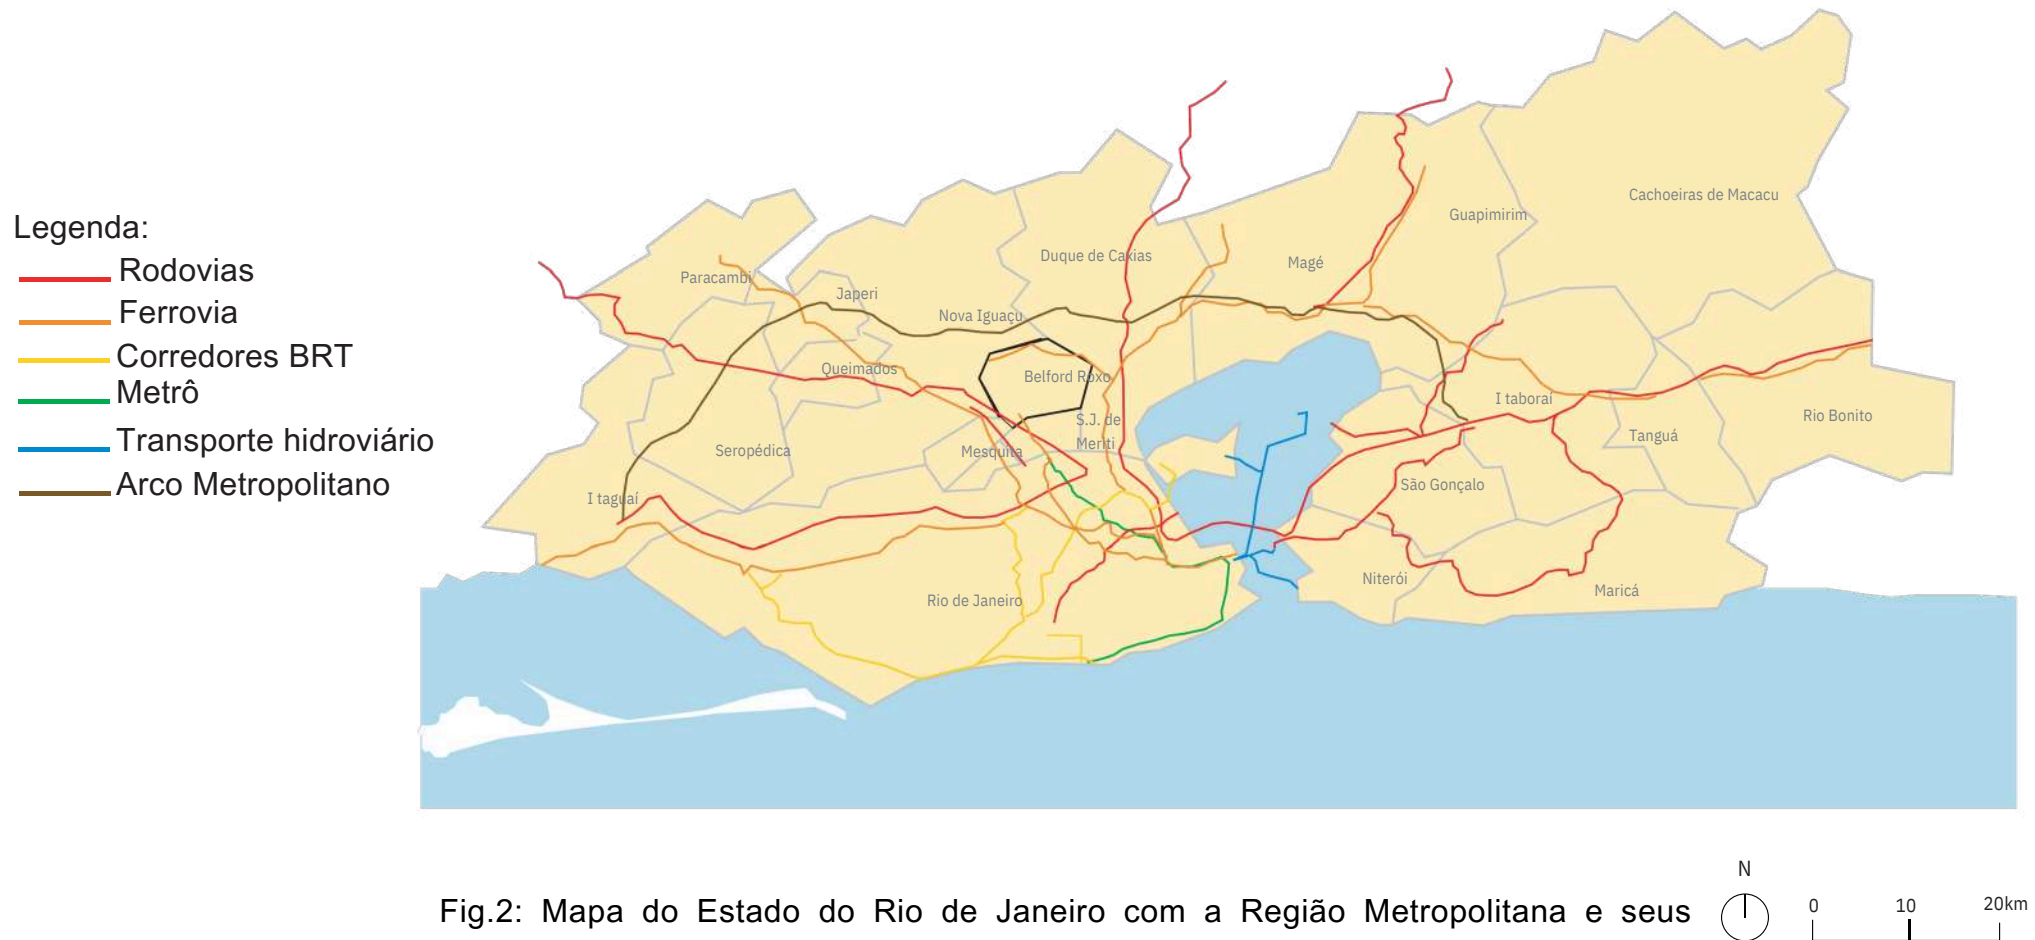 Legenda:
Rodovias
Ferrovia
Corredores BRT
Metrô
Transporte hidroviário
Arco Metropolitano
Cachoeiras de Macacu
Guapimirim
Duque de Caxias
Magé
Paracambi
Japeri
Nova Iguaçu
Queimados
Belford Roxo
I taboraí
Rio Bonito
S.J. de
Meriti
Tanguá
Seropédica
Mesquita
São Gonçalo
I taguaí
Niterói
Maricá
Rio de Janeiro
N
0 10 20km
Fig.2: Mapa do Estado do Rio de Janeiro com a Região Metropolitana e seus